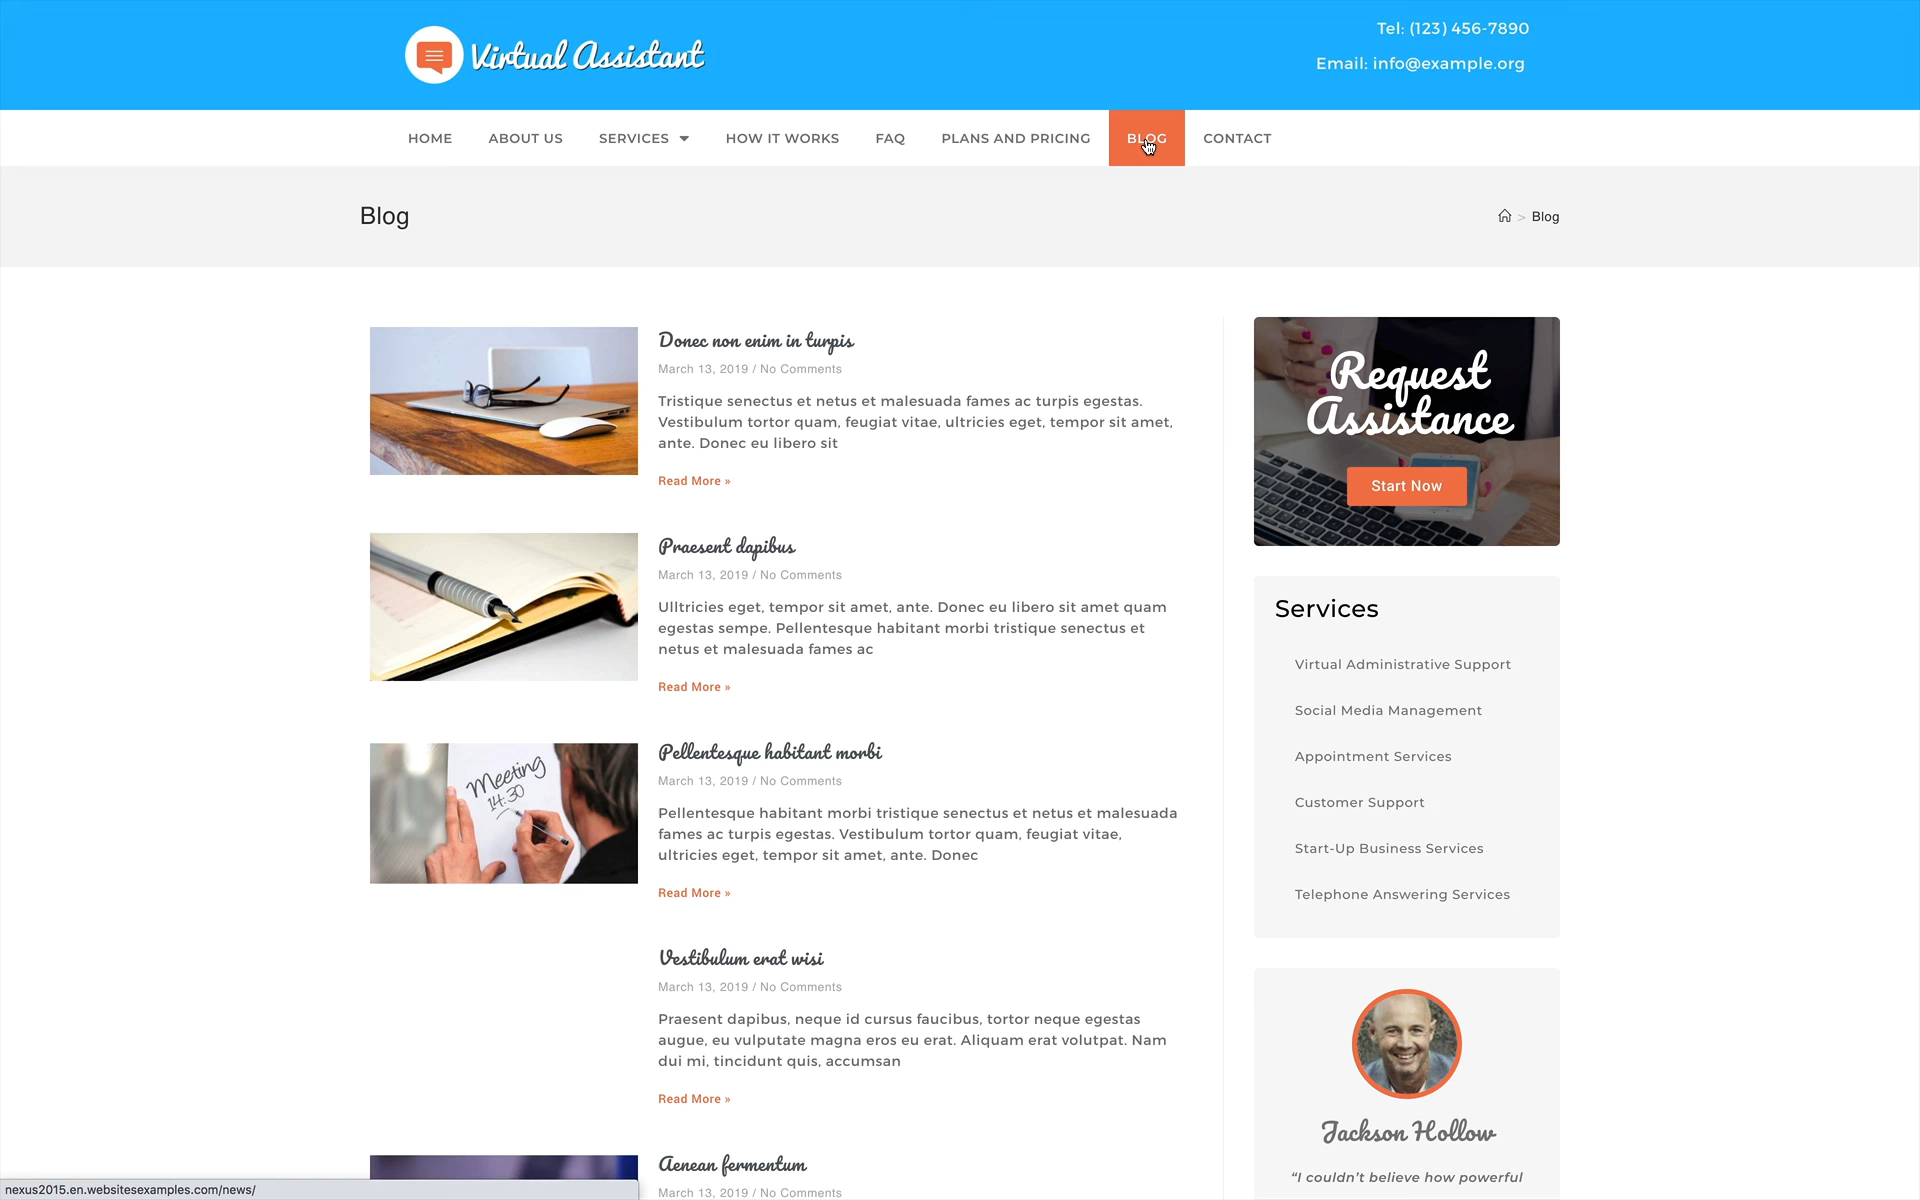 Virtual Assistant
Tel: (123) 456-7890
Email: info@example.org
HOME ABOUT US SERVICES HOW IT WORKS FAQ PLANS AND PRICING BLOG CONTACT
Blog
> Blog
Donec non enim in turpis
March 13, 2019 / No Comments
Tristique senectus et netus et malesuada fames ac turpis egestas.
Vestibulum tortor quam, feugiat vitae, ultricies eget, tempor sit amet,
ante. Donec eu libero sit
Read More »
Praesent dapibus
March 13, 2019 / No Comments
Ulltricies eget, tempor sit amet, ante. Donec eu libero sit amet quam
egestas sempe. Pellentesque habitant morbi tristique senectus et
netus et malesuada fames ac
Read More »
Meeting
14:30
Pellentesque habitant morbi
March 13, 2019 / No Comments
Pellentesque habitant morbi tristique senectus et netus et malesuada
fames ac turpis egestas. Vestibulum tortor quam, feugiat vitae,
ultricies eget, tempor sit amet, ante. Donec
Read More »
Vestibulum erat wisi
March 13, 2019 / No Comments
Praesent dapibus, neque id cursus faucibus, tortor neque egestas
augue, eu vulputate magna eros eu erat. Aliquam erat volutpat. Nam
dui mi, tincidunt quis, accumsan
Read More »
Aenean fermentum
March 13, 2019 / No Comments
Request
Assistance
Start Now
Services
Virtual Administrative Support
Social Media Management
Appointment Services
Customer Support
Start-Up Business Services
Telephone Answering Services
Jackson Hollow
“I couldn’t believe how powerful
nexus2015.en.websitesexamples.com/news/